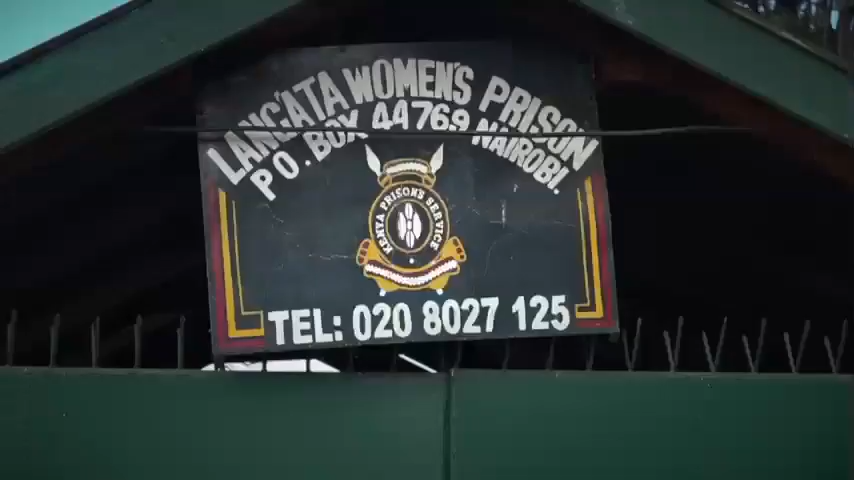 LANG'ATA WOMEN'S PRISON
P.O. BOX 44769 NAIROBI.
KENYA PRISONS SERVICE
TEL: 020 8027 125